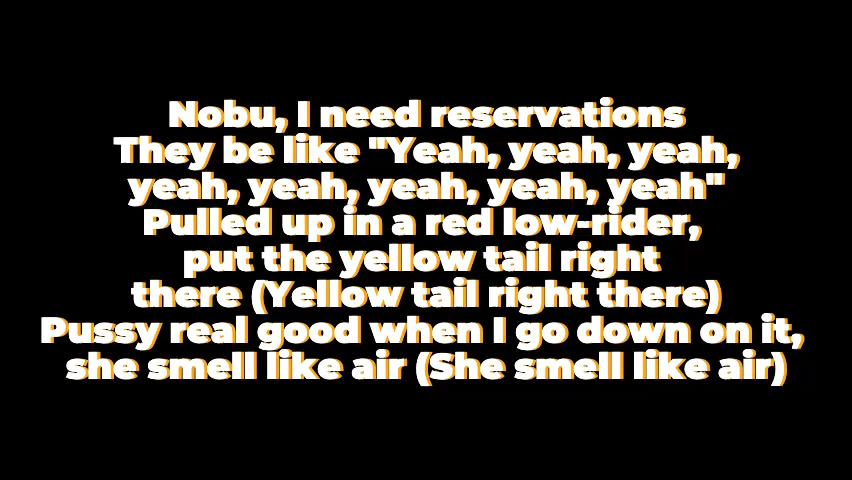 Nobu, I need reservations
They be like "Yeah, yeah, yeah,
yeah, yeah, yeah, yeah, yeah"
Pulled up in a red low-rider,
put the yellow tail right
there (Yellow tail right there)
Pussy real good when I go down on it,
she smell like air (She smell like air)